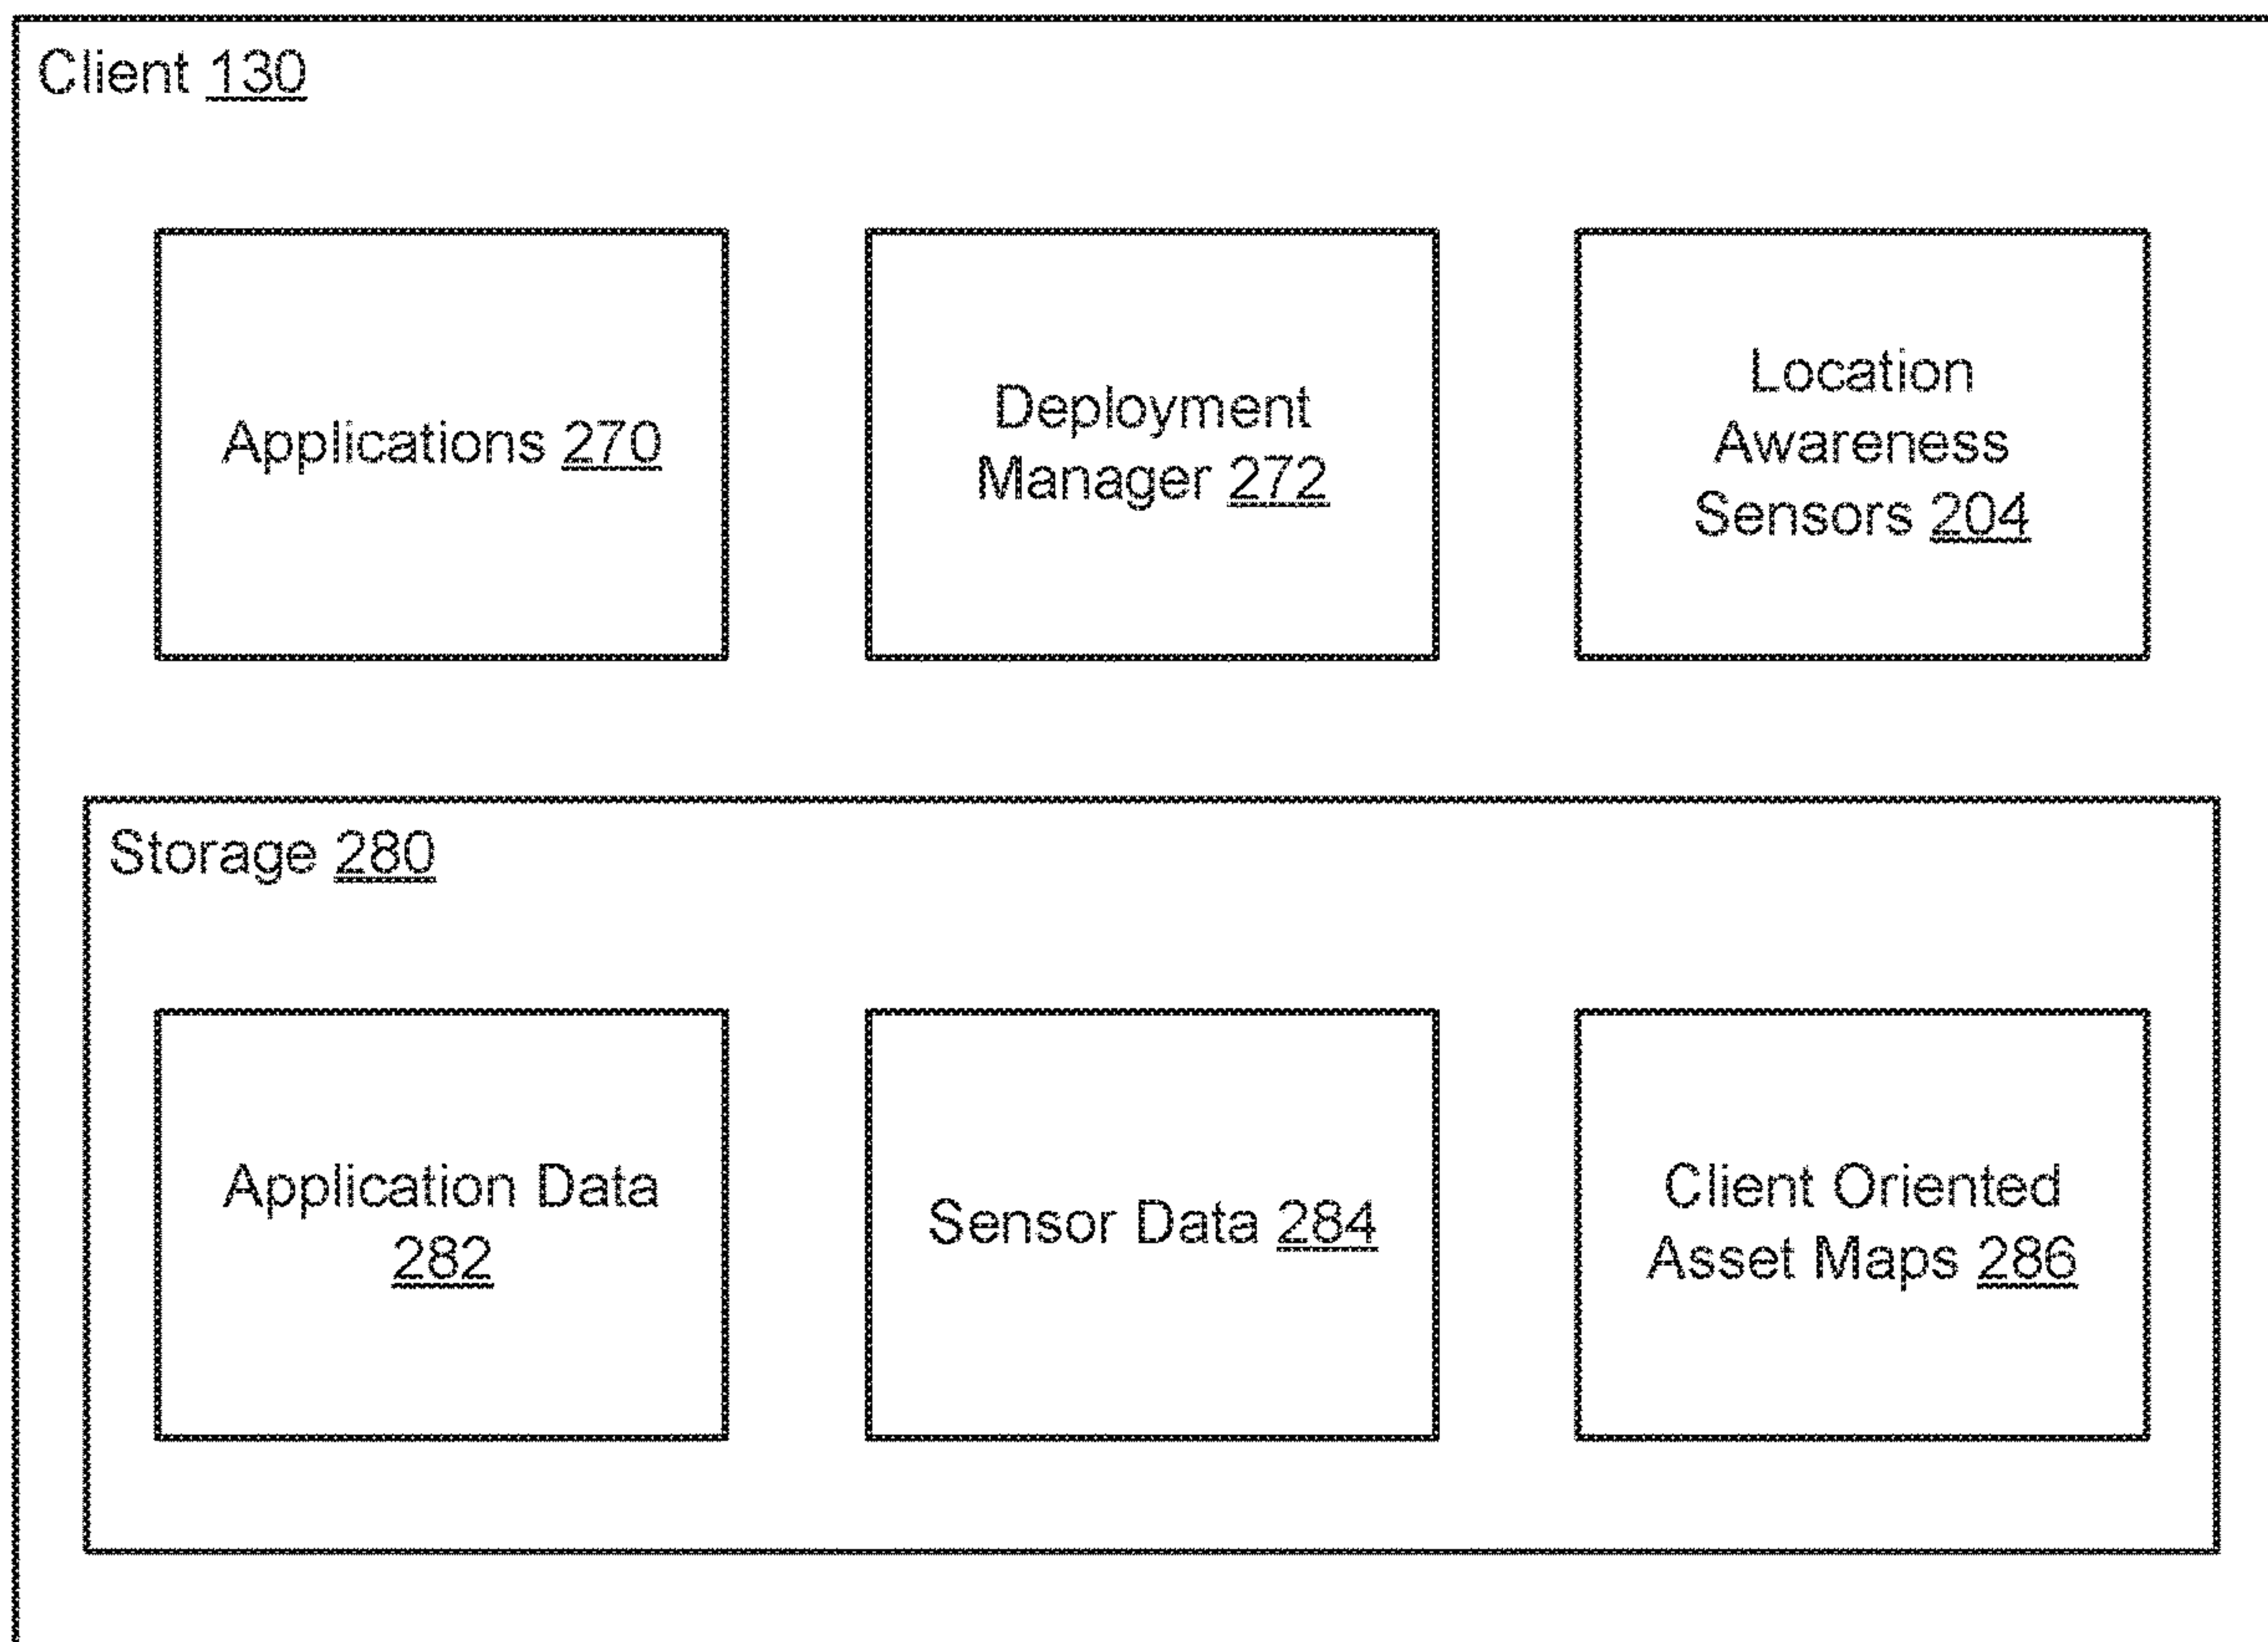 Client 130
Applications 270
Deployment
Manager 272
Location
Awareness
Sensors 204
Storage 280
Application Data
282
Sensor Data 284
Client Oriented
Asset Maps 286